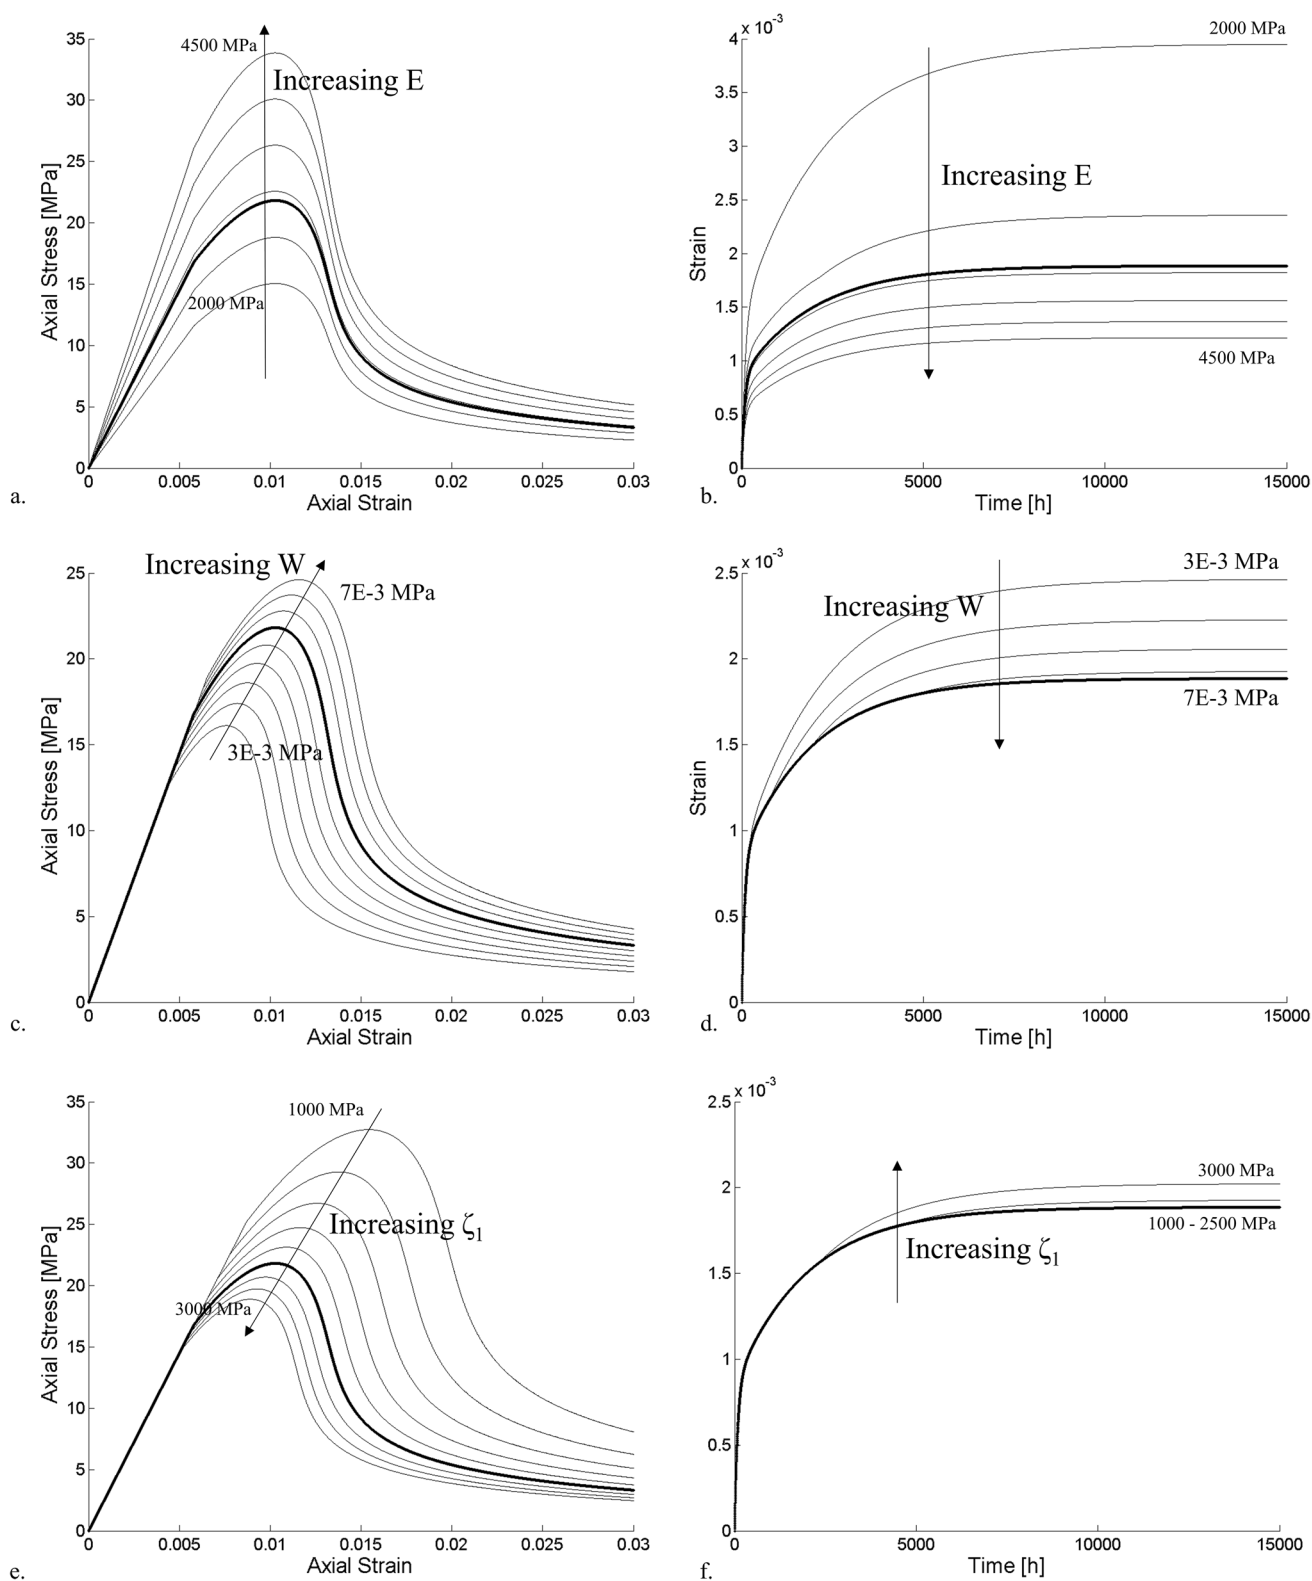 4500 MPa
Increasing E
2000 MPa
Axial Stress [MPa]
35
30
25
20
15
10
5
0
0 0.005 0.01 0.015 0.02 0.025 0.03
Axial Strain
a.
x 10⁻³
2000 MPa
Increasing E
4500 MPa
Strain
4
3.5
3
2.5
2
1.5
1
0.5
0
0 5000 10000 15000
Time [h]
b.
Increasing W
7E-3 MPa
3E-3 MPa
Axial Stress [MPa]
25
20
15
10
5
0
0 0.005 0.01 0.015 0.02 0.025 0.03
Axial Strain
c.
x 10⁻³
3E-3 MPa
Increasing W
7E-3 MPa
Strain
2.5
2
1.5
1
0.5
0
0 5000 10000 15000
Time [h]
d.
1000 MPa
Increasing ζ₁
3000 MPa
Axial Stress [MPa]
35
30
25
20
15
10
5
0
0 0.005 0.01 0.015 0.02 0.025 0.03
Axial Strain
e.
x 10⁻³
3000 MPa
1000 - 2500 MPa
Increasing ζ₁
2.5
2
1.5
1
0.5
0
0 5000 10000 15000
Time [h]
f.